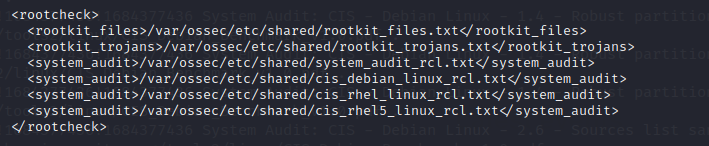 <rootcheck>
  <rootkit_files>/var/ossec/etc/shared/rootkit_files.txt</rootkit_files>
  <rootkit_trojans>/var/ossec/etc/shared/rootkit_trojans.txt</rootkit_trojans>
  <system_audit>/var/ossec/etc/shared/system_audit_rcl.txt</system_audit>
  <system_audit>/var/ossec/etc/shared/cis_debian_linux_rcl.txt</system_audit>
  <system_audit>/var/ossec/etc/shared/cis_rhel_linux_rcl.txt</system_audit>
  <system_audit>/var/ossec/etc/shared/cis_rhel5_linux_rcl.txt</system_audit>
</rootcheck>